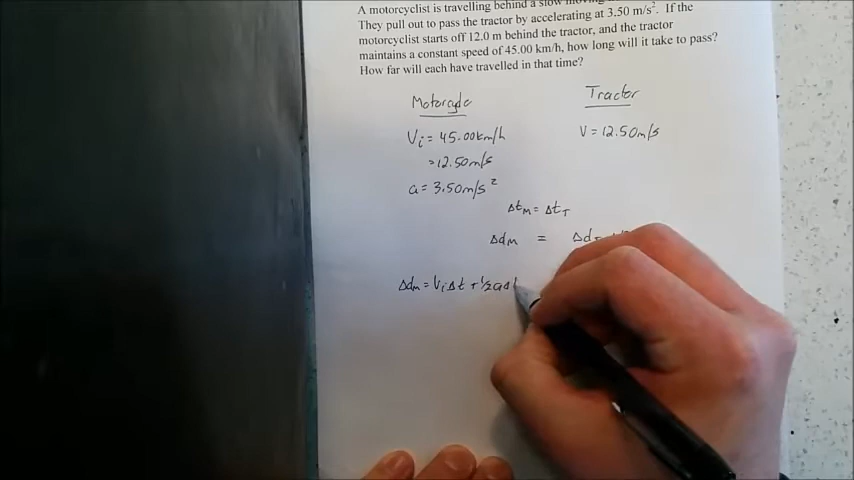 A motorcyclist is travelling behind a slow moving
They pull out to pass the tractor by accelerating at 3.50 m/s². If the
motorcyclist starts off 12.0 m behind the tractor, and the tractor
maintains a constant speed of 45.00 km/h, how long will it take to pass?
How far will each have travelled in that time?
Motorcycle Tractor
Vi = 45.00km/h V = 12.50m/s
= 12.50m/s
a = 3.50m/s²
ΔtM = ΔtT
ΔdM = ΔdT
Δdm = ViΔt + ½aΔ